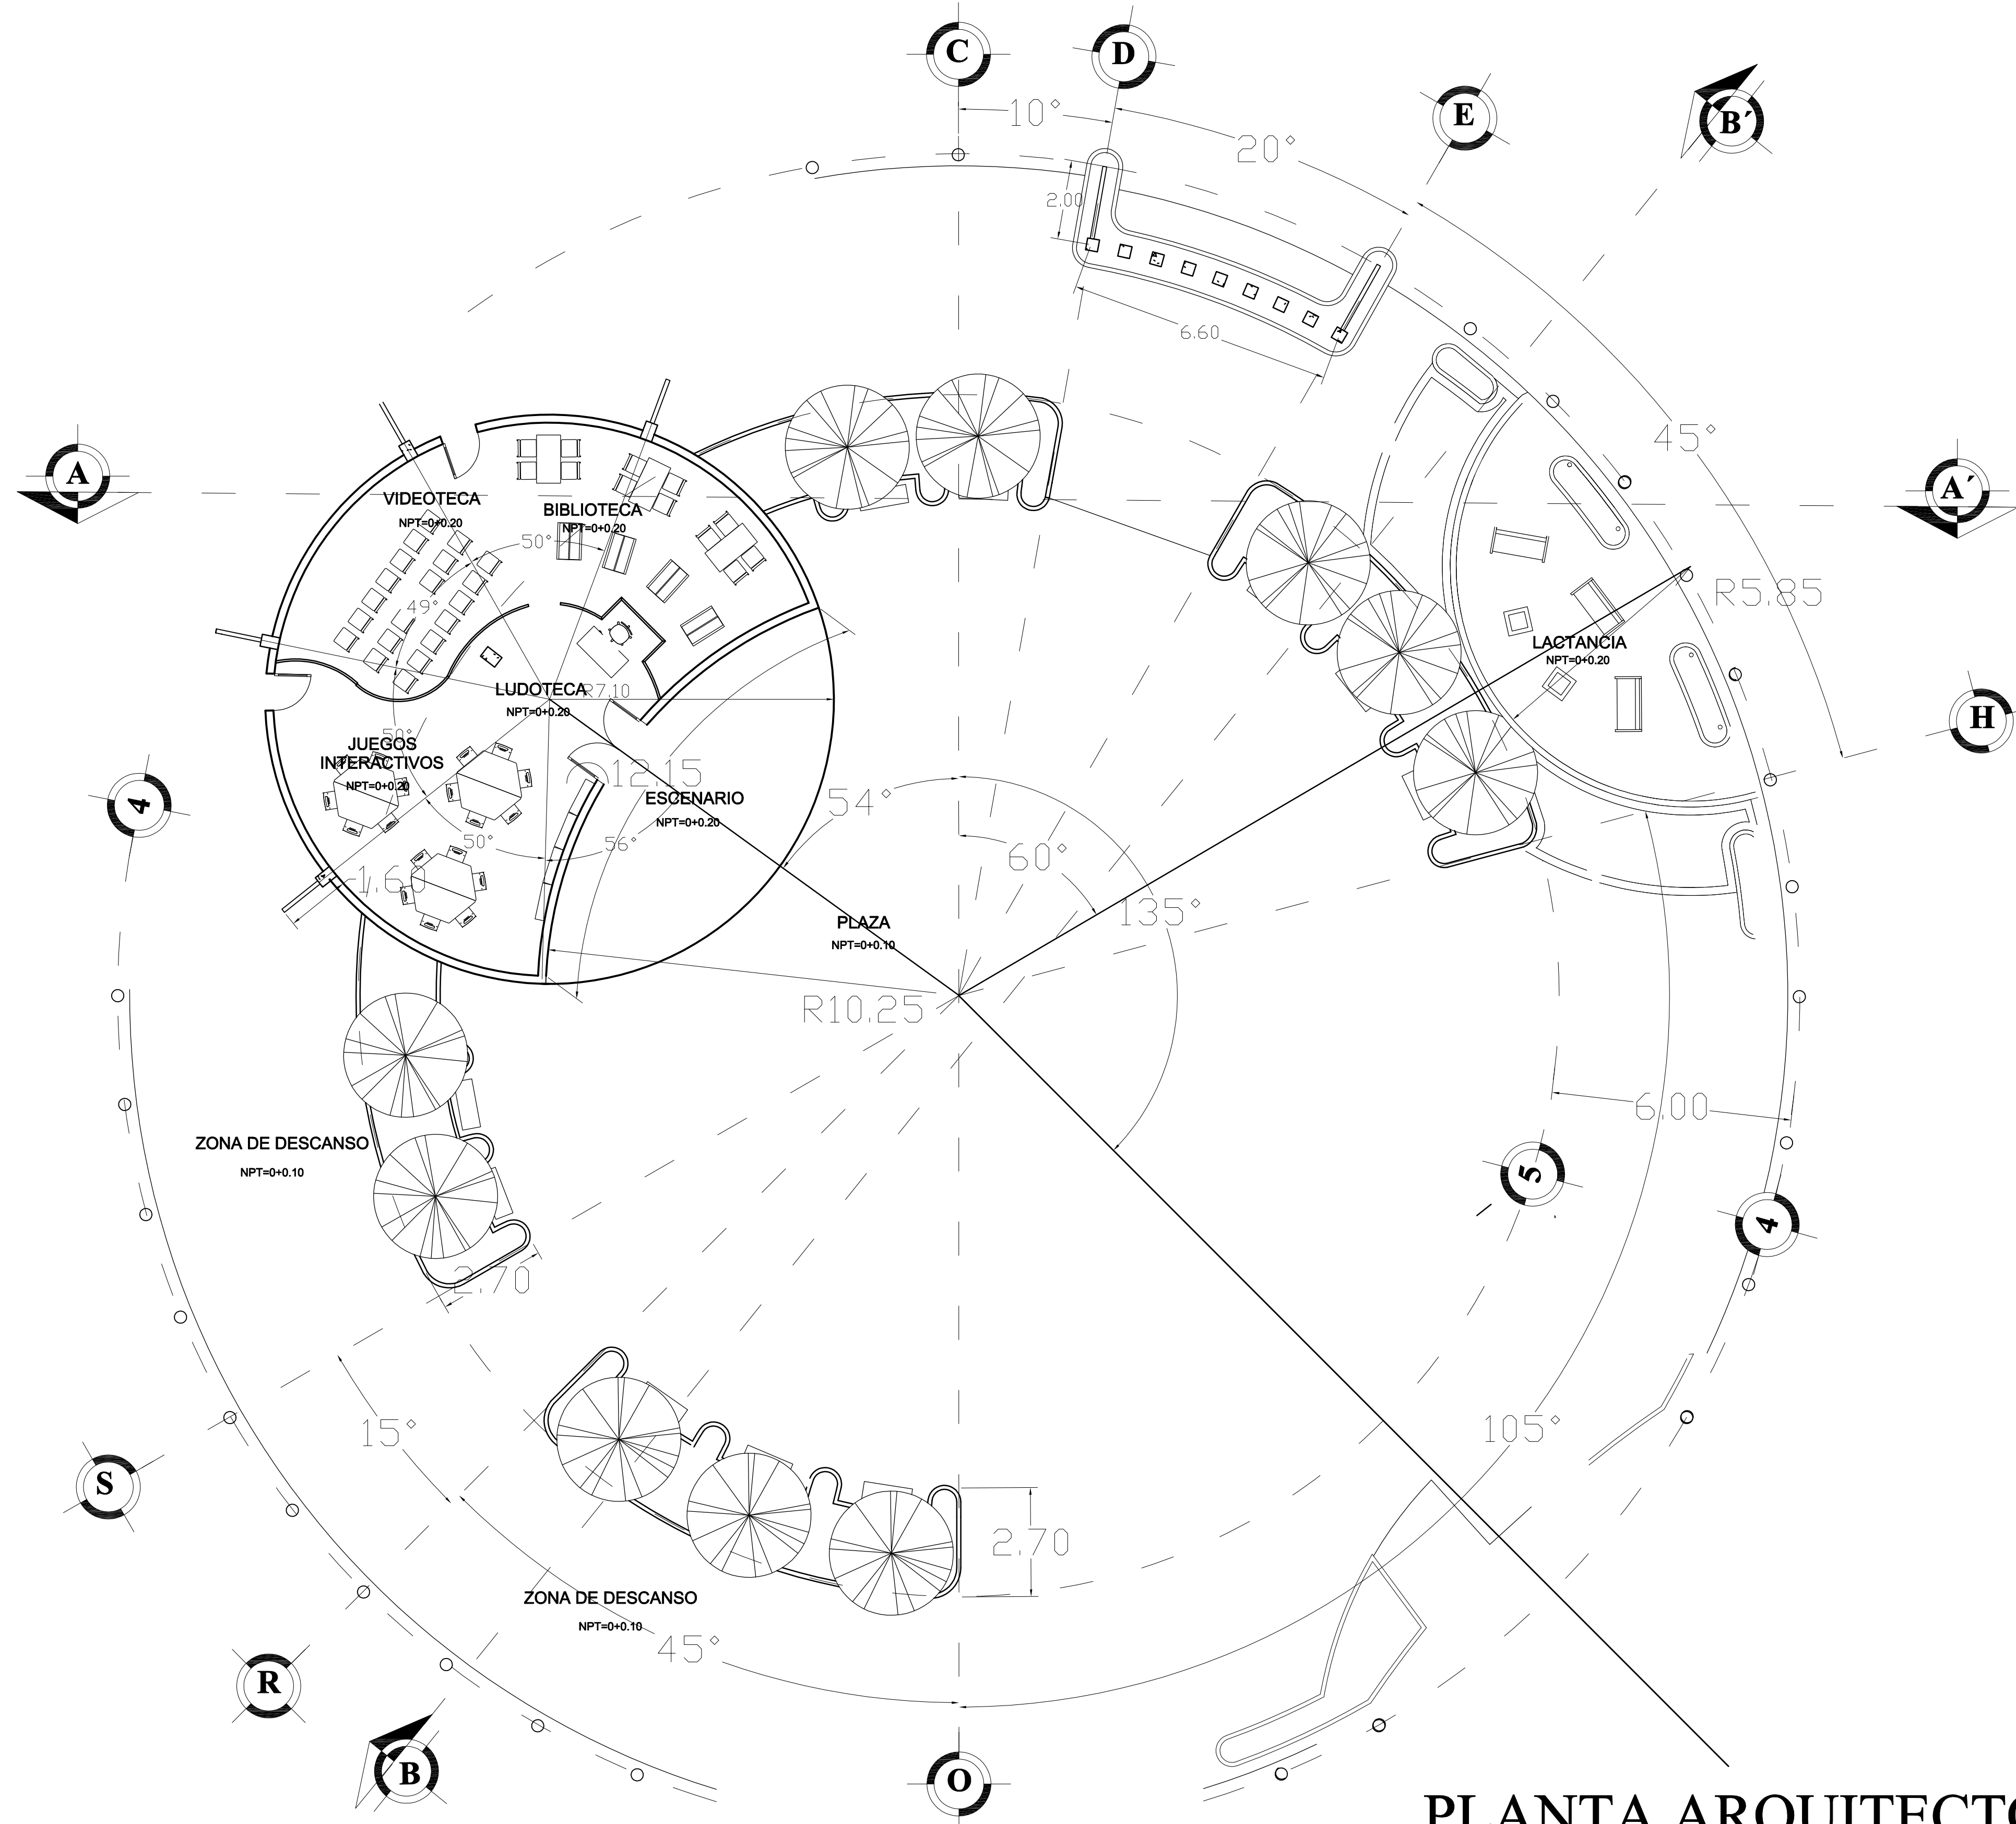 C
D
E
B´
10°
20°
2.00
6.60
45°
A
A´
VIDEOTECA
NPT=0+0.20
BIBLIOTECA
NPT=0+0.20
50°
49°
R5.85
LACTANCIA
NPT=0+0.20
LUDOTECA
R7.10
NPT=0+0.20
H
50°
JUEGOS
INTERACTIVOS
NPT=0+0.20
12.15
ESCENARIO
NPT=0+0.20
54°
4
50°
56°
60°
1.60
135°
PLAZA
NPT=0+0.10
R10.25
6.00
ZONA DE DESCANSO
NPT=0+0.10
5
4
2.70
15°
105°
S
2.70
ZONA DE DESCANSO
NPT=0+0.10
45°
R
B
O
PLANTA ARQUITECTO